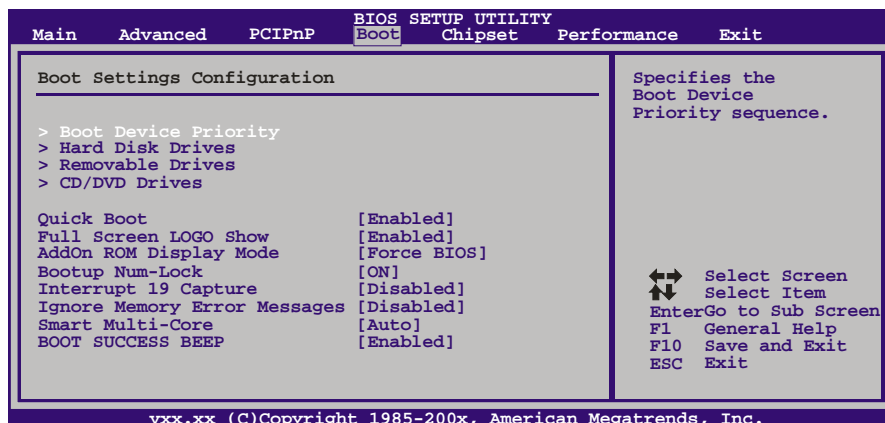 BIOS SETUP UTILITY
Main Advanced PCIPnP Boot Chipset Performance Exit
Boot Settings Configuration
> Boot Device Priority
> Hard Disk Drives
> Removable Drives
> CD/DVD Drives
Quick Boot [Enabled]
Full Screen LOGO Show [Enabled]
AddOn ROM Display Mode [Force BIOS]
Bootup Num-Lock [ON]
Interrupt 19 Capture [Disabled]
Ignore Memory Error Messages [Disabled]
Smart Multi-Core [Auto]
BOOT SUCCESS BEEP [Enabled]
Specifies the
Boot Device
Priority sequence.
Select Screen
Select Item
EnterGo to Sub Screen
F1 General Help
F10 Save and Exit
ESC Exit
vxx.xx (C)Copyright 1985-200x, American Megatrends, Inc.